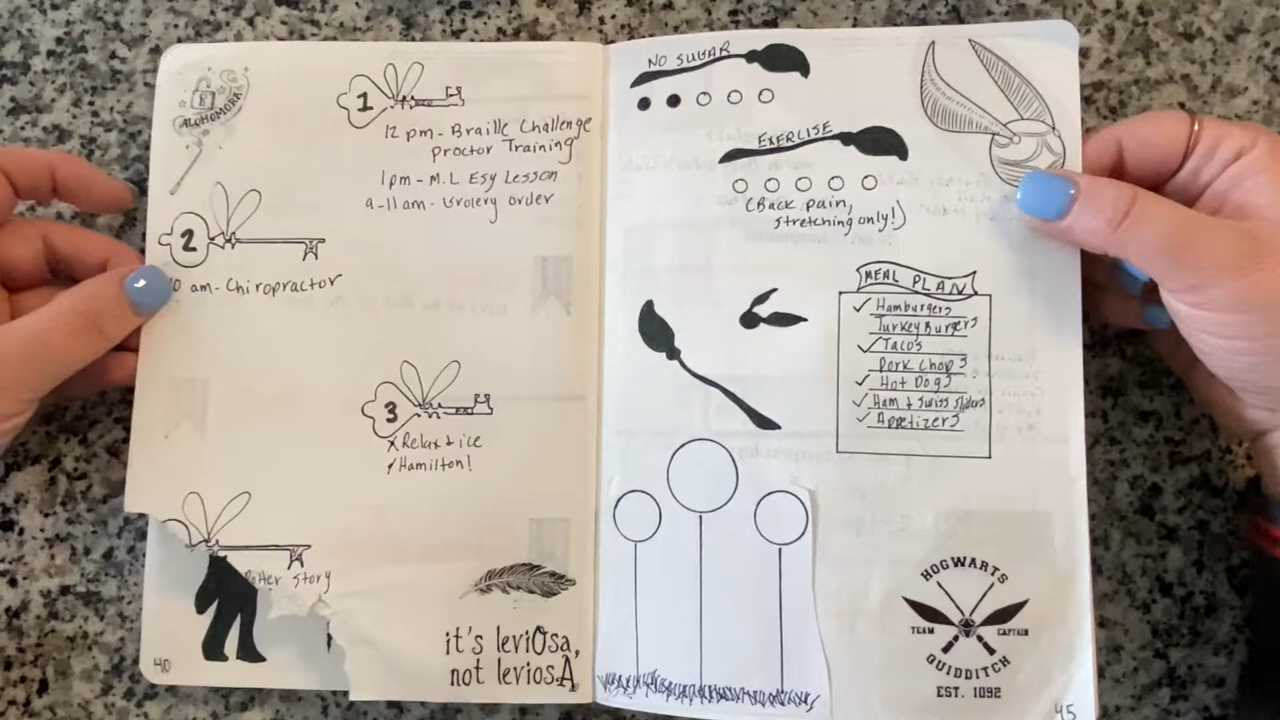 ALOHOMORA
1
12 pm - Braille Challenge
proctor Training
1pm - M.L Esy Lesson
9-11 am - Grocery order
2
0 am - Chiropractor
3
x Relax & ice
/ Hamilton!
Potter Story
it's leviOsa,
not leviosA
40
NO SUGAR
EXERCISE
(Back pain,
stretching only!)
MEAL PLAN
✓ Hamburgers
Turkey Burgers
✓ Tacos
Pork Chops
✓ Hot Dogs
✓ Ham & Swiss Sliders
✓ Appetizers
HOGWARTS
TEAM CAPTAIN
QUIDDITCH
EST. 1092
45